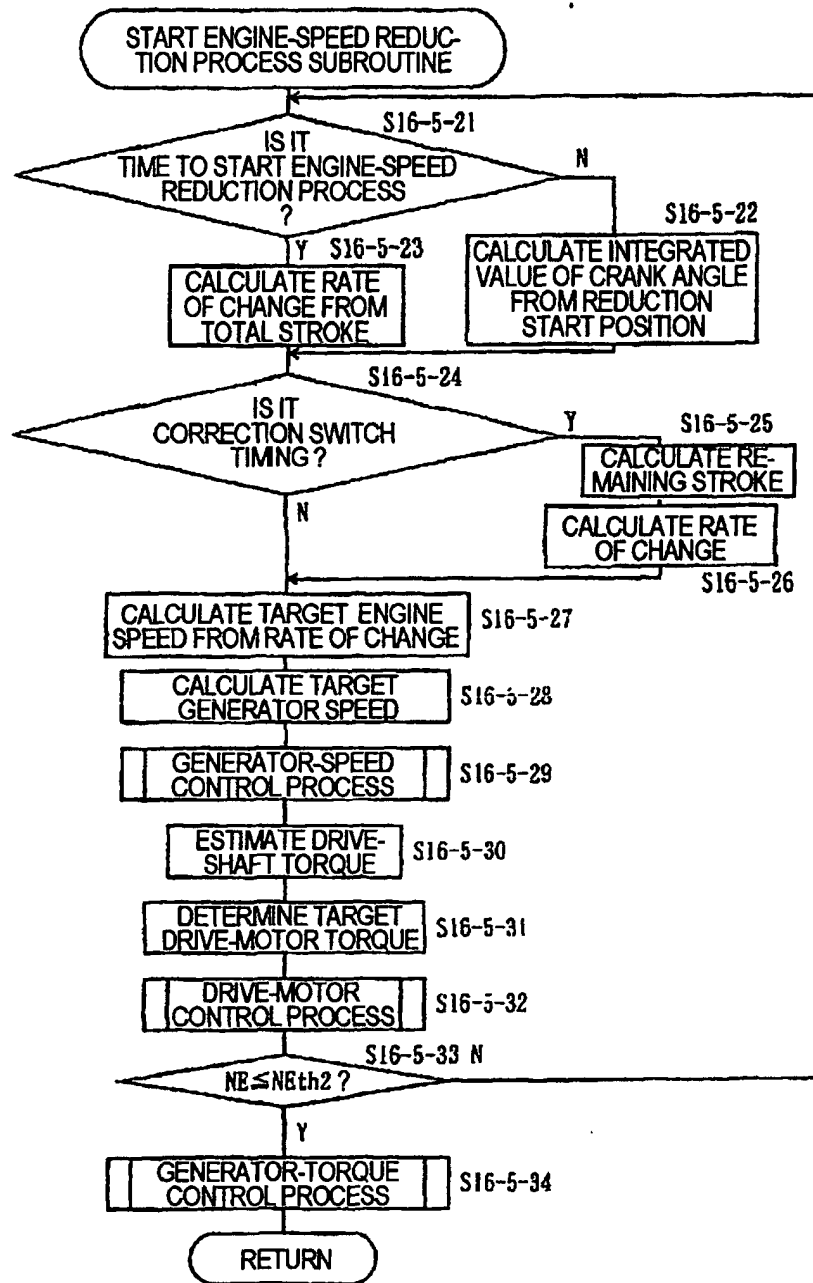 START ENGINE-SPEED REDUC-
TION PROCESS SUBROUTINE
S16-5-21
IS IT
TIME TO START ENGINE-SPEED
REDUCTION PROCESS
?
N
S16-5-22
CALCULATE INTEGRATED
VALUE OF CRANK ANGLE
FROM REDUCTION
START POSITION
Y
S16-5-23
CALCULATE RATE
OF CHANGE FROM
TOTAL STROKE
S16-5-24
IS IT
CORRECTION SWITCH
TIMING ?
Y
S16-5-25
CALCULATE RE-
MAINING STROKE
N
CALCULATE RATE
OF CHANGE
S16-5-26
CALCULATE TARGET ENGINE
SPEED FROM RATE OF CHANGE
S16-5-27
CALCULATE TARGET
GENERATOR SPEED
S16-5-28
GENERATOR-SPEED
CONTROL PROCESS
S16-5-29
ESTIMATE DRIVE-
SHAFT TORQUE
S16-5-30
DETERMINE TARGET
DRIVE-MOTOR TORQUE
S16-5-31
DRIVE-MOTOR
CONTROL PROCESS
S16-5-32
S16-5-33 N
NE≦NEth2 ?
Y
GENERATOR-TORQUE
CONTROL PROCESS
S16-5-34
RETURN